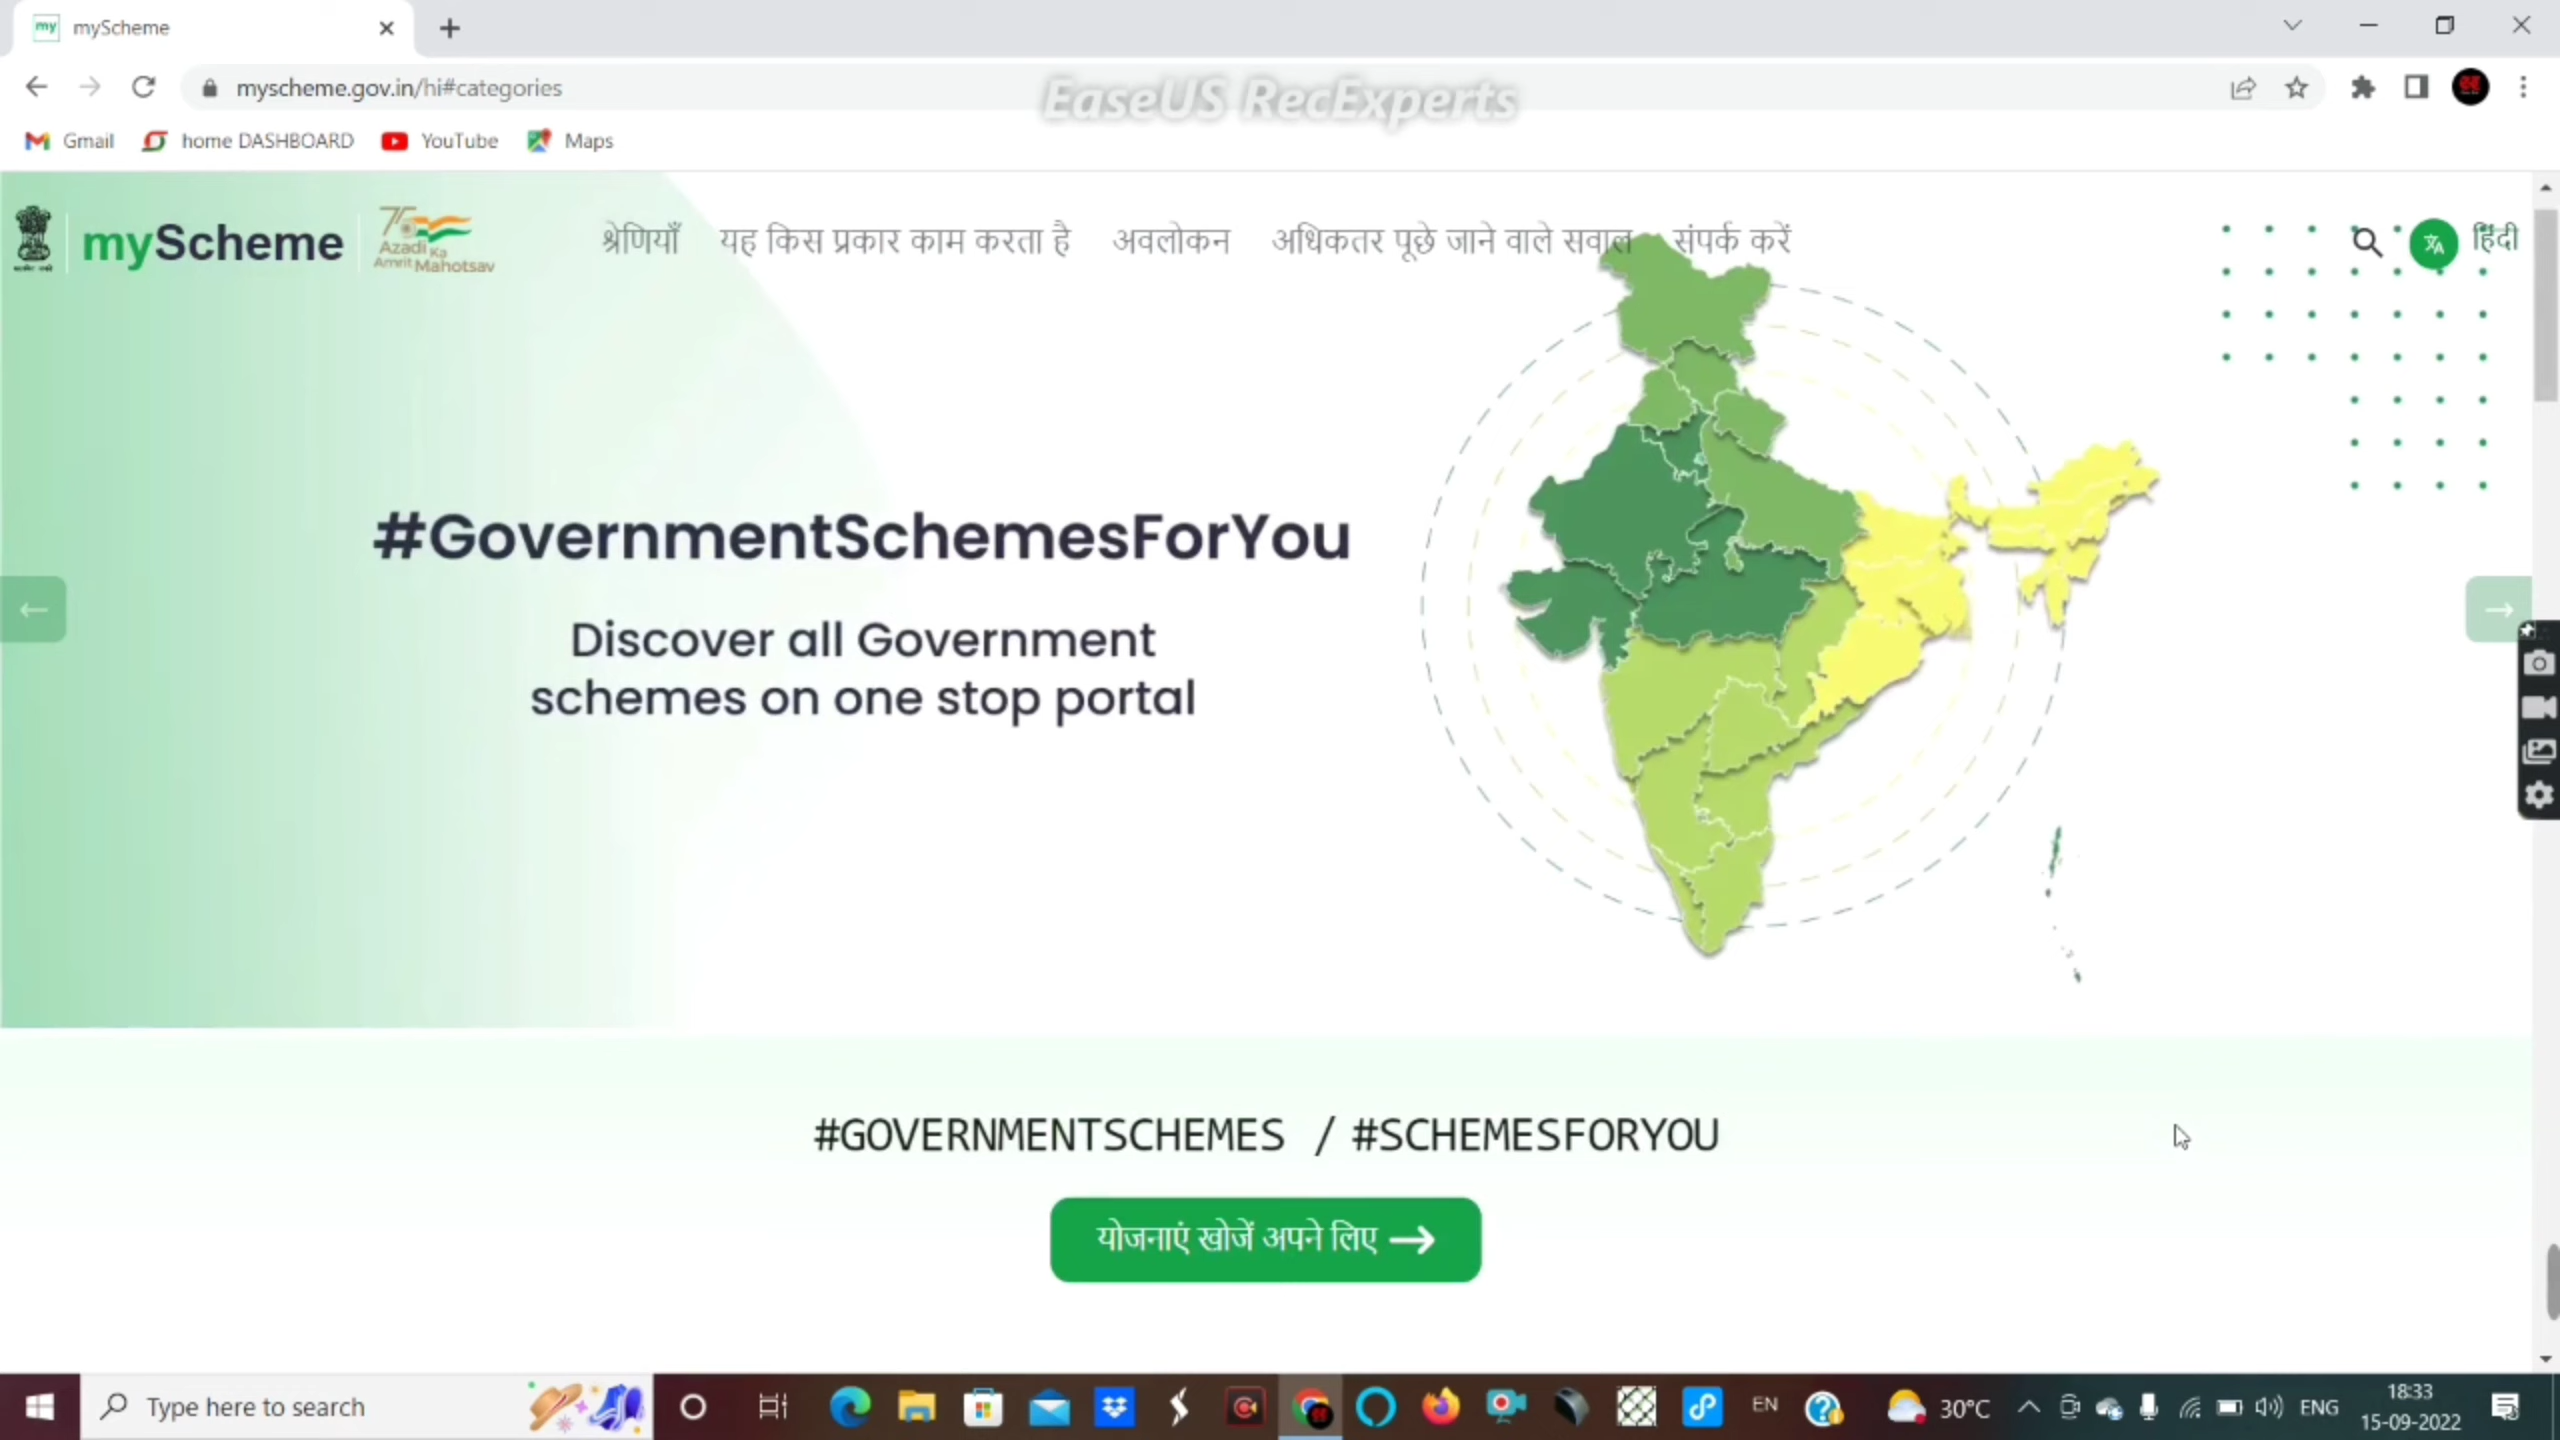 my myScheme
myscheme.gov.in/hi#categories
EaseUS RecExperts
Gmail home DASHBOARD YouTube Maps
myScheme
75
Azadi Ka
Amrit Mahotsav
श्रेणियाँ यह किस प्रकार काम करता है अवलोकन अधिकतर पूछे जाने वाले सवाल संपर्क करें
हिंदी
#GovernmentSchemesForYou
Discover all Government
schemes on one stop portal
#GOVERNMENTSCHEMES / #SCHEMESFORYOU
योजनाएं खोजें अपने लिए →
Type here to search
EN
30°C
ENG
18:33
15-09-2022